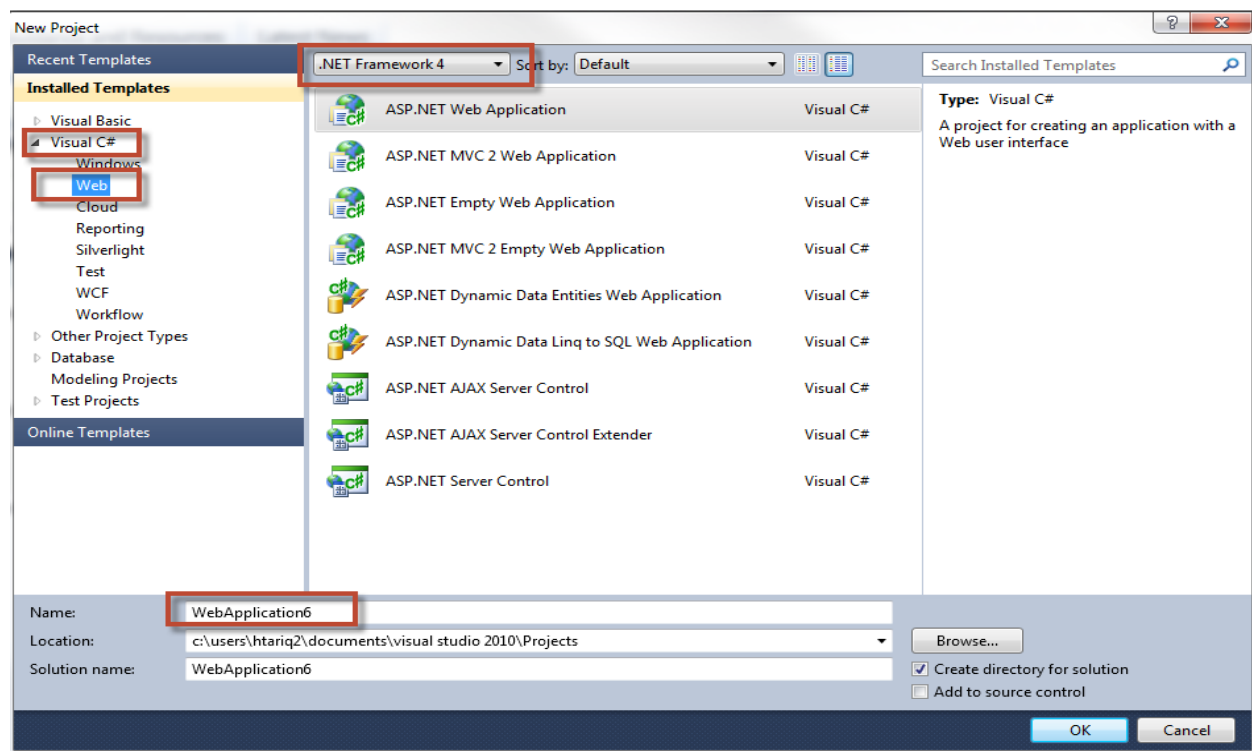 New Project
Recent Templates
Installed Templates
Visual Basic
Visual C#
Windows
Web
Cloud
Reporting
Silverlight
Test
WCF
Workflow
Other Project Types
Database
Modeling Projects
Test Projects
Online Templates
.NET Framework 4
Sort by: Default
ASP.NET Web Application Visual C#
ASP.NET MVC 2 Web Application Visual C#
ASP.NET Empty Web Application Visual C#
ASP.NET MVC 2 Empty Web Application Visual C#
ASP.NET Dynamic Data Entities Web Application Visual C#
ASP.NET Dynamic Data Linq to SQL Web Application Visual C#
ASP.NET AJAX Server Control Visual C#
ASP.NET AJAX Server Control Extender Visual C#
ASP.NET Server Control Visual C#
Search Installed Templates
Type: Visual C#
A project for creating an application with a
Web user interface
Name: WebApplication6
Location: c:\users\htariq2\documents\visual studio 2010\Projects
Solution name: WebApplication6
Browse...
Create directory for solution
Add to source control
OK Cancel